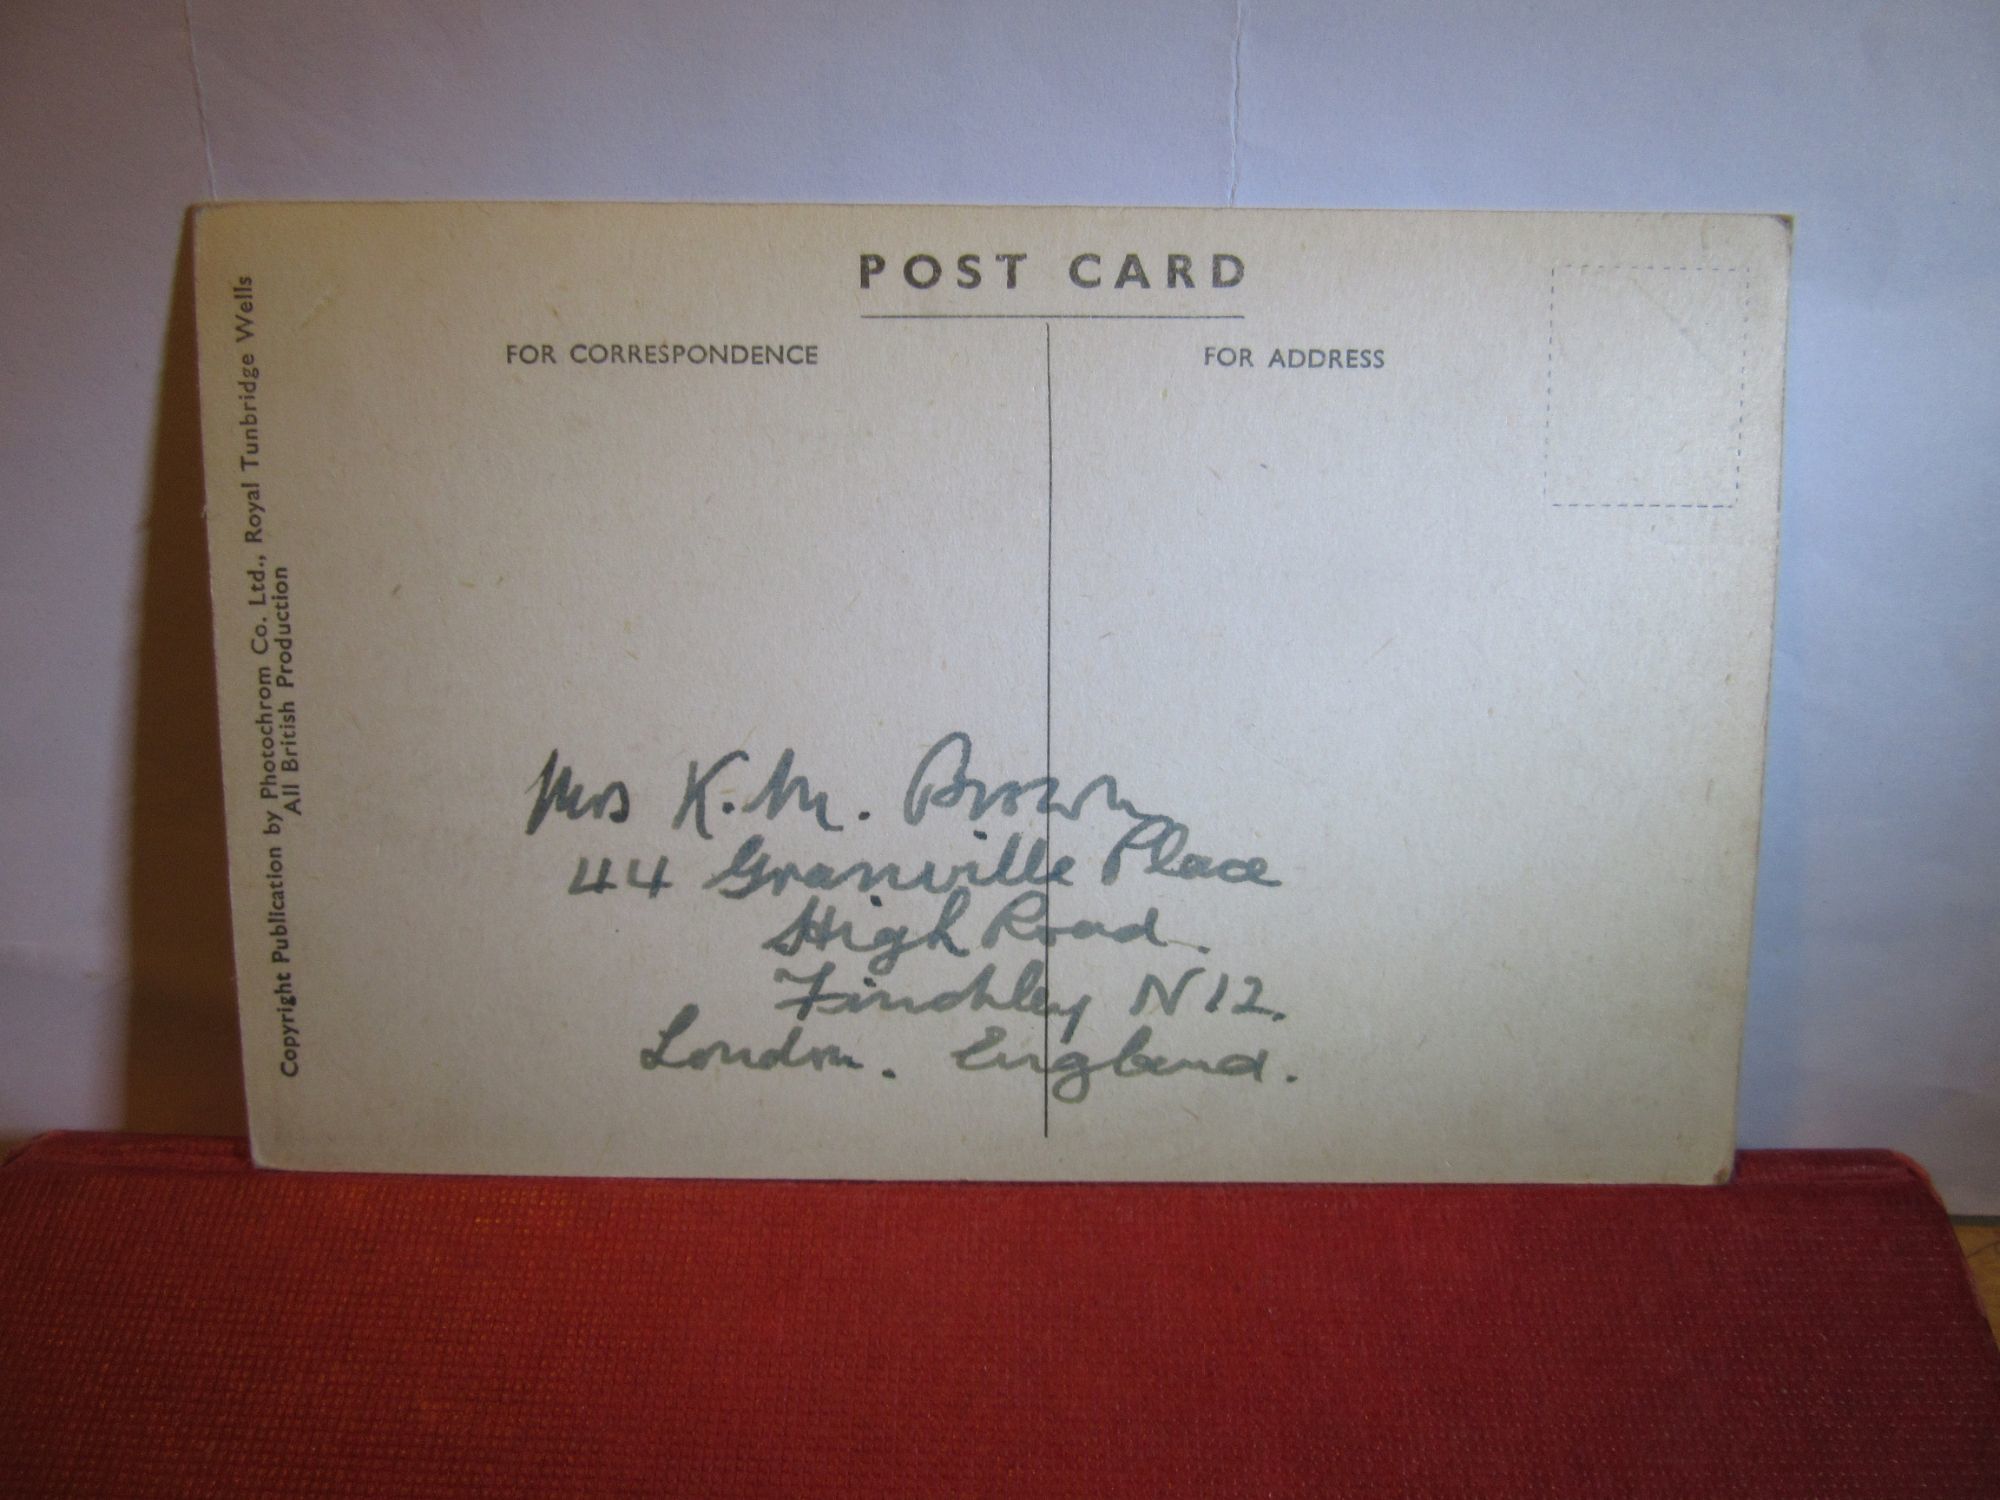 POST CARD
FOR CORRESPONDENCE
FOR ADDRESS
Copyright Publication by Photochrom Co. Ltd., Royal Tunbridge Wells
All British Production
Mrs K. M. Brown
44 Granville Place
High Road.
Finchley N12.
London. England.